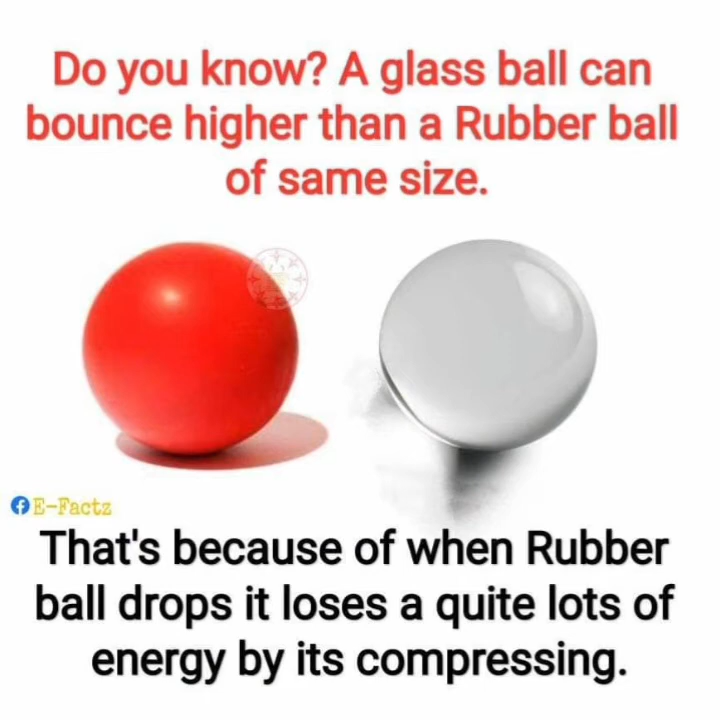 Do you know? A glass ball can
bounce higher than a Rubber ball
of same size.
E-Factz
That's because of when Rubber
ball drops it loses a quite lots of
energy by its compressing.